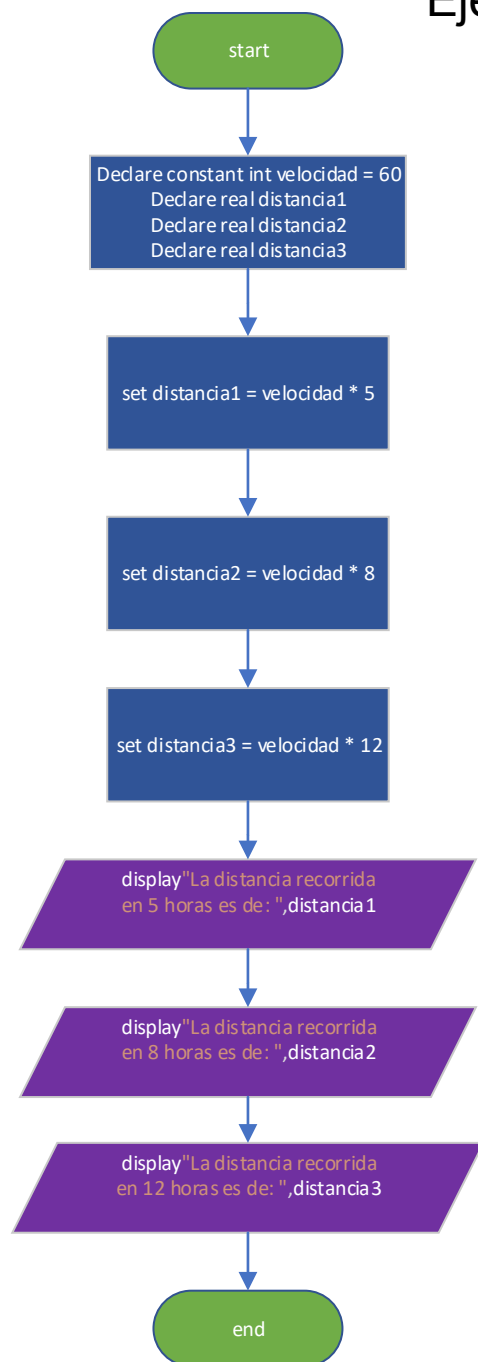 Eje
start
Declare constant int velocidad = 60
Declare real distancia1
Declare real distancia2
Declare real distancia3
set distancia1 = velocidad * 5
set distancia2 = velocidad * 8
set distancia3 = velocidad * 12
display"La distancia recorrida
en 5 horas es de: ",distancia1
display"La distancia recorrida
en 8 horas es de: ",distancia2
display"La distancia recorrida
en 12 horas es de: ",distancia3
end